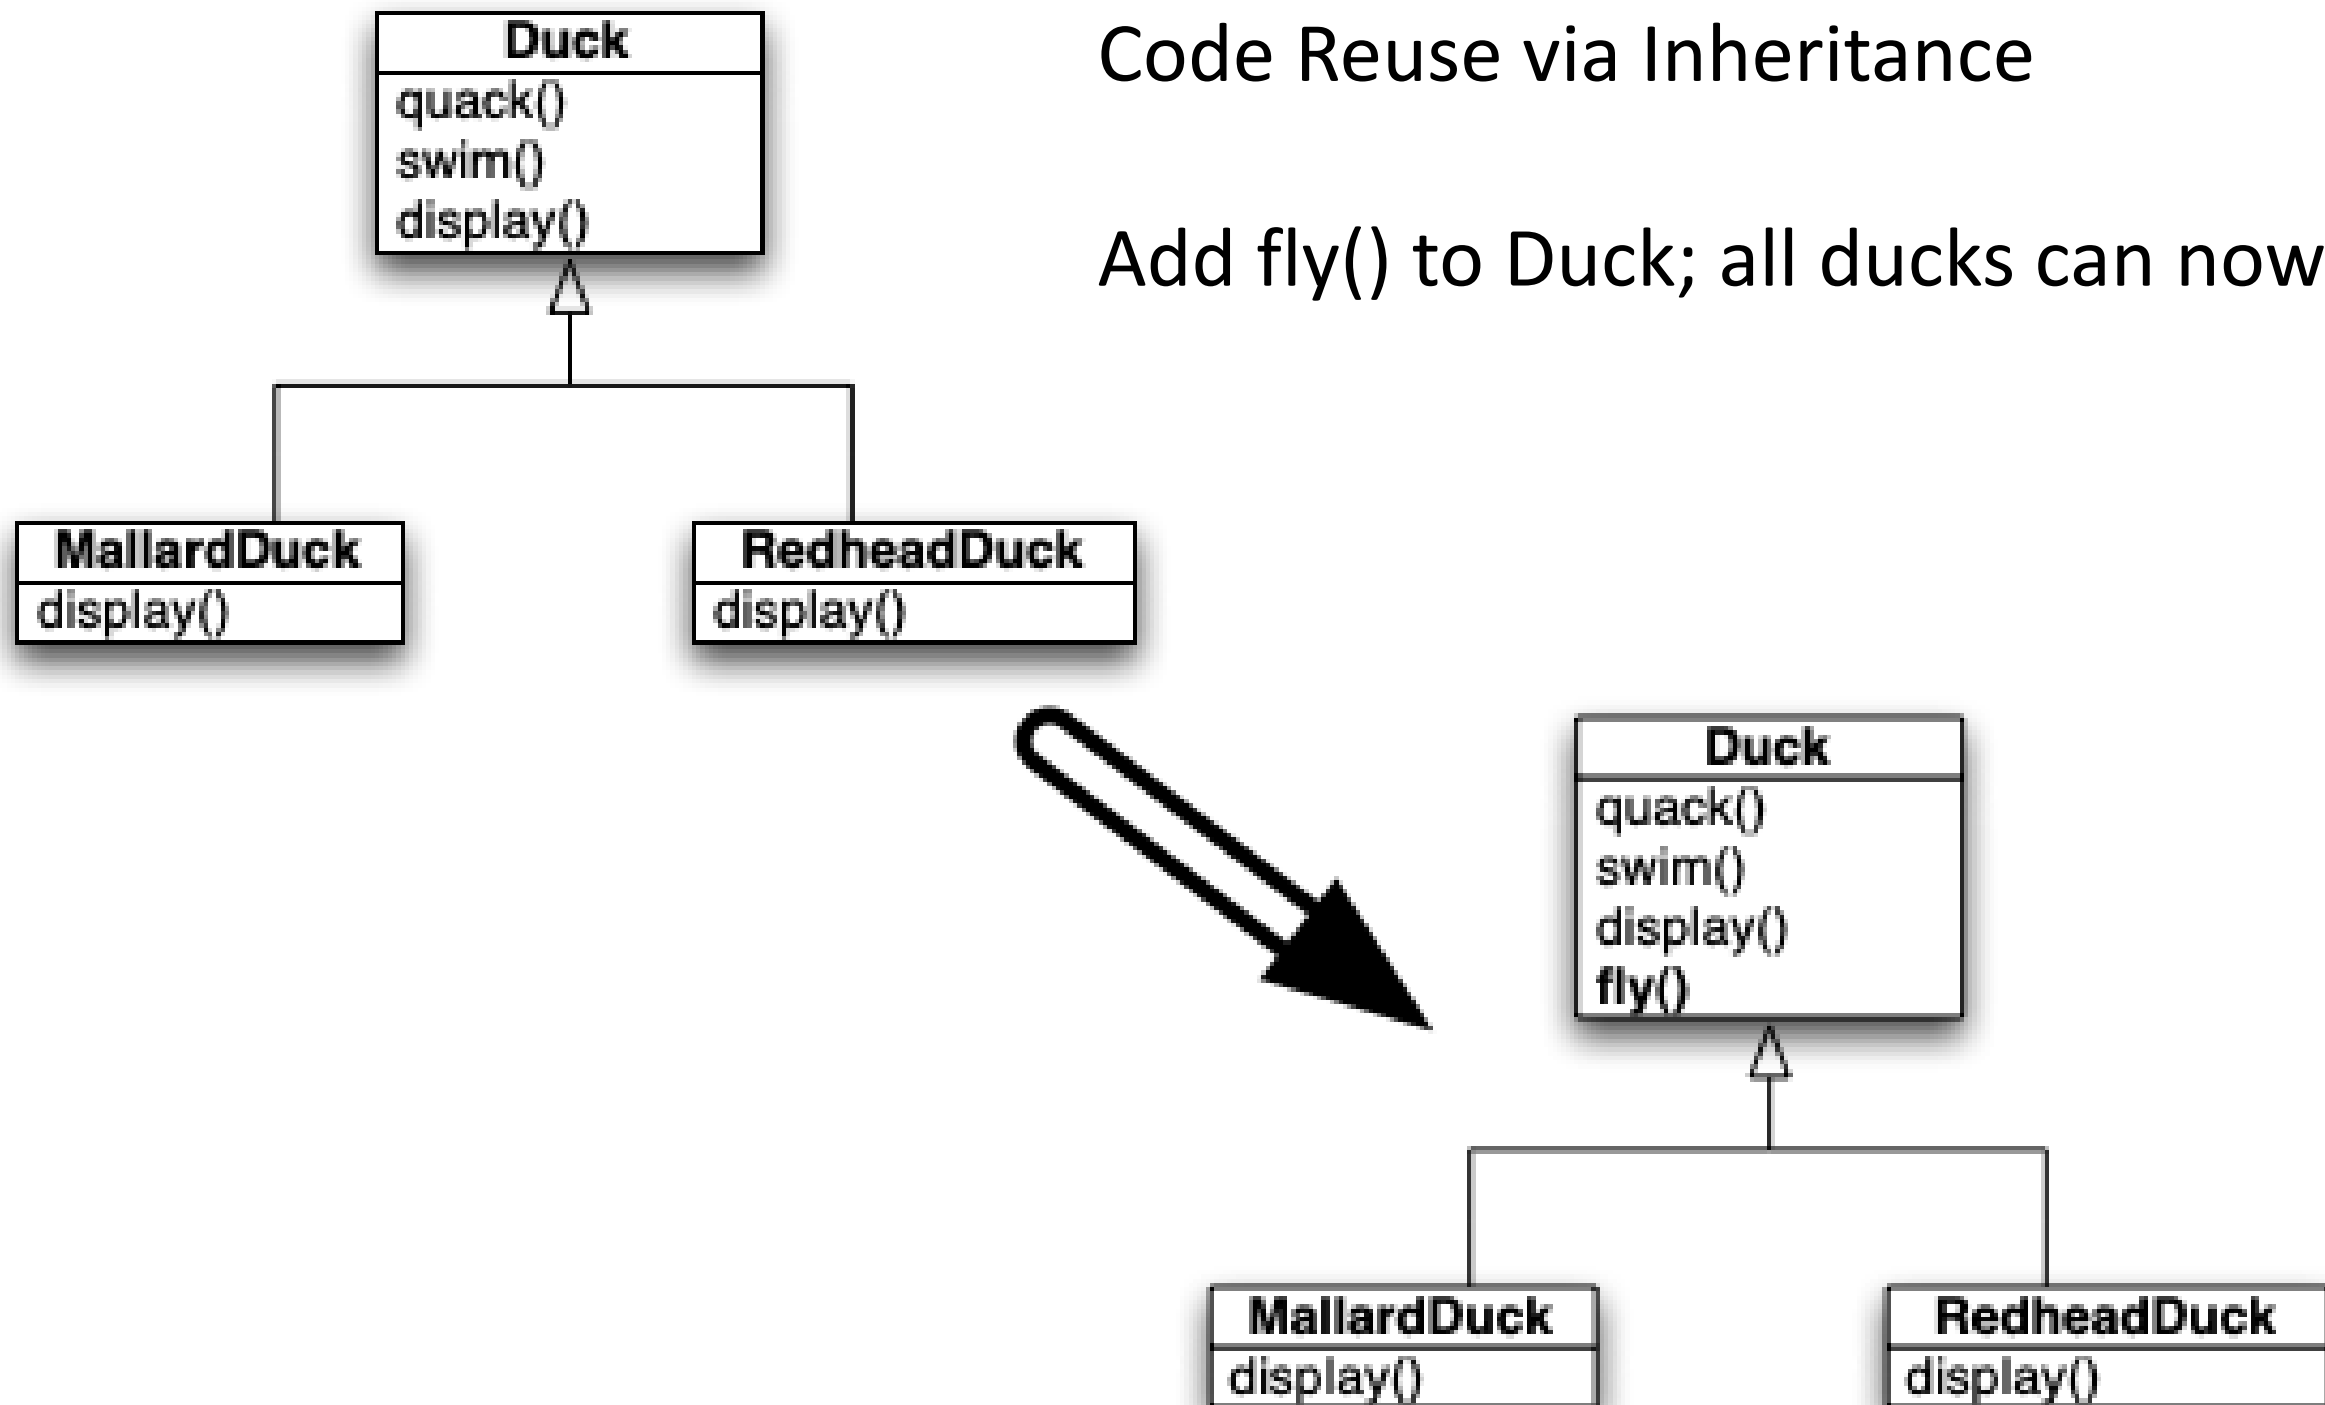 Code Reuse via Inheritance
Add fly() to Duck; all ducks can now
Duck
quack()
swim()
display()
MallardDuck
display()
RedheadDuck
display()
Duck
quack()
swim()
display()
fly()
MallardDuck
display()
RedheadDuck
display()